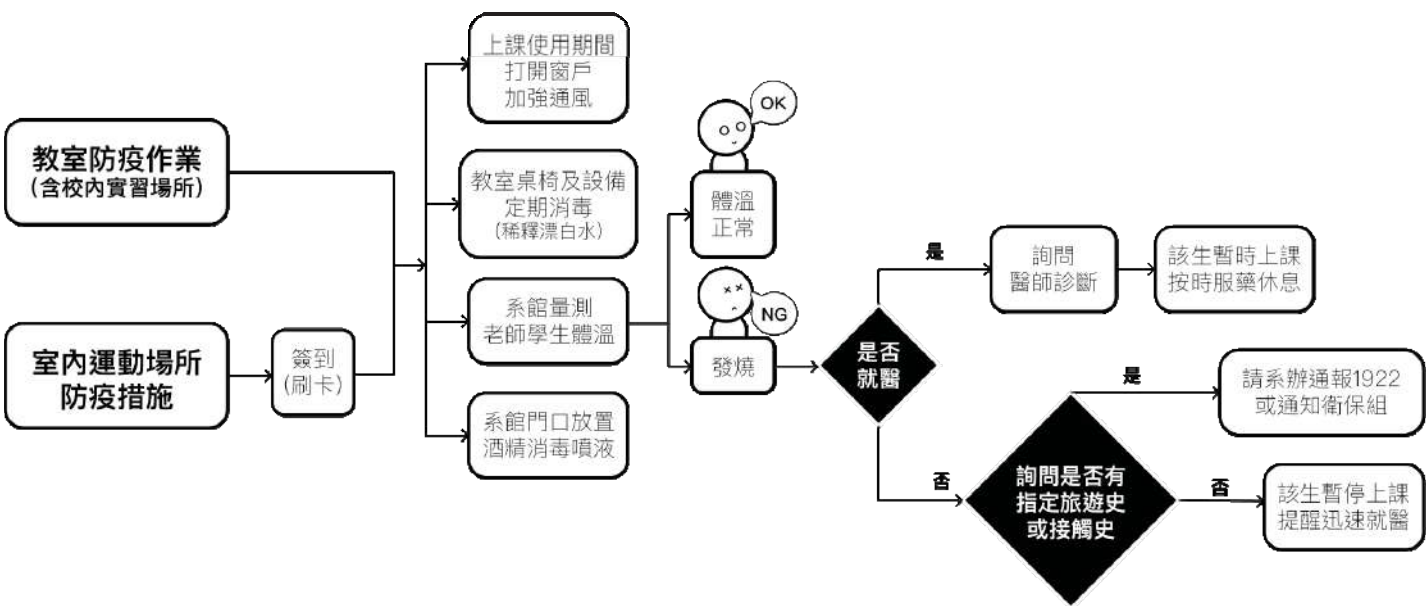 教室防疫作業
（含校內實習場所）
室內運動場所
防疫措施
簽到
(刷卡)
上課使用期間
打開窗戶
加強通風
教室桌椅及設備
定期消毒
(稀釋漂白水)
系館量測
老師學生體溫
系館門口放置
酒精消毒噴液
OK
體溫
正常
NG
發燒
是否
就醫
是
詢問
醫師診斷
該生暫時上課
按時服藥休息
否
詢問是否有
指定旅遊史
或接觸史
是
請系辦通報1922
或通知衛保組
否
該生暫停上課
提醒迅速就醫